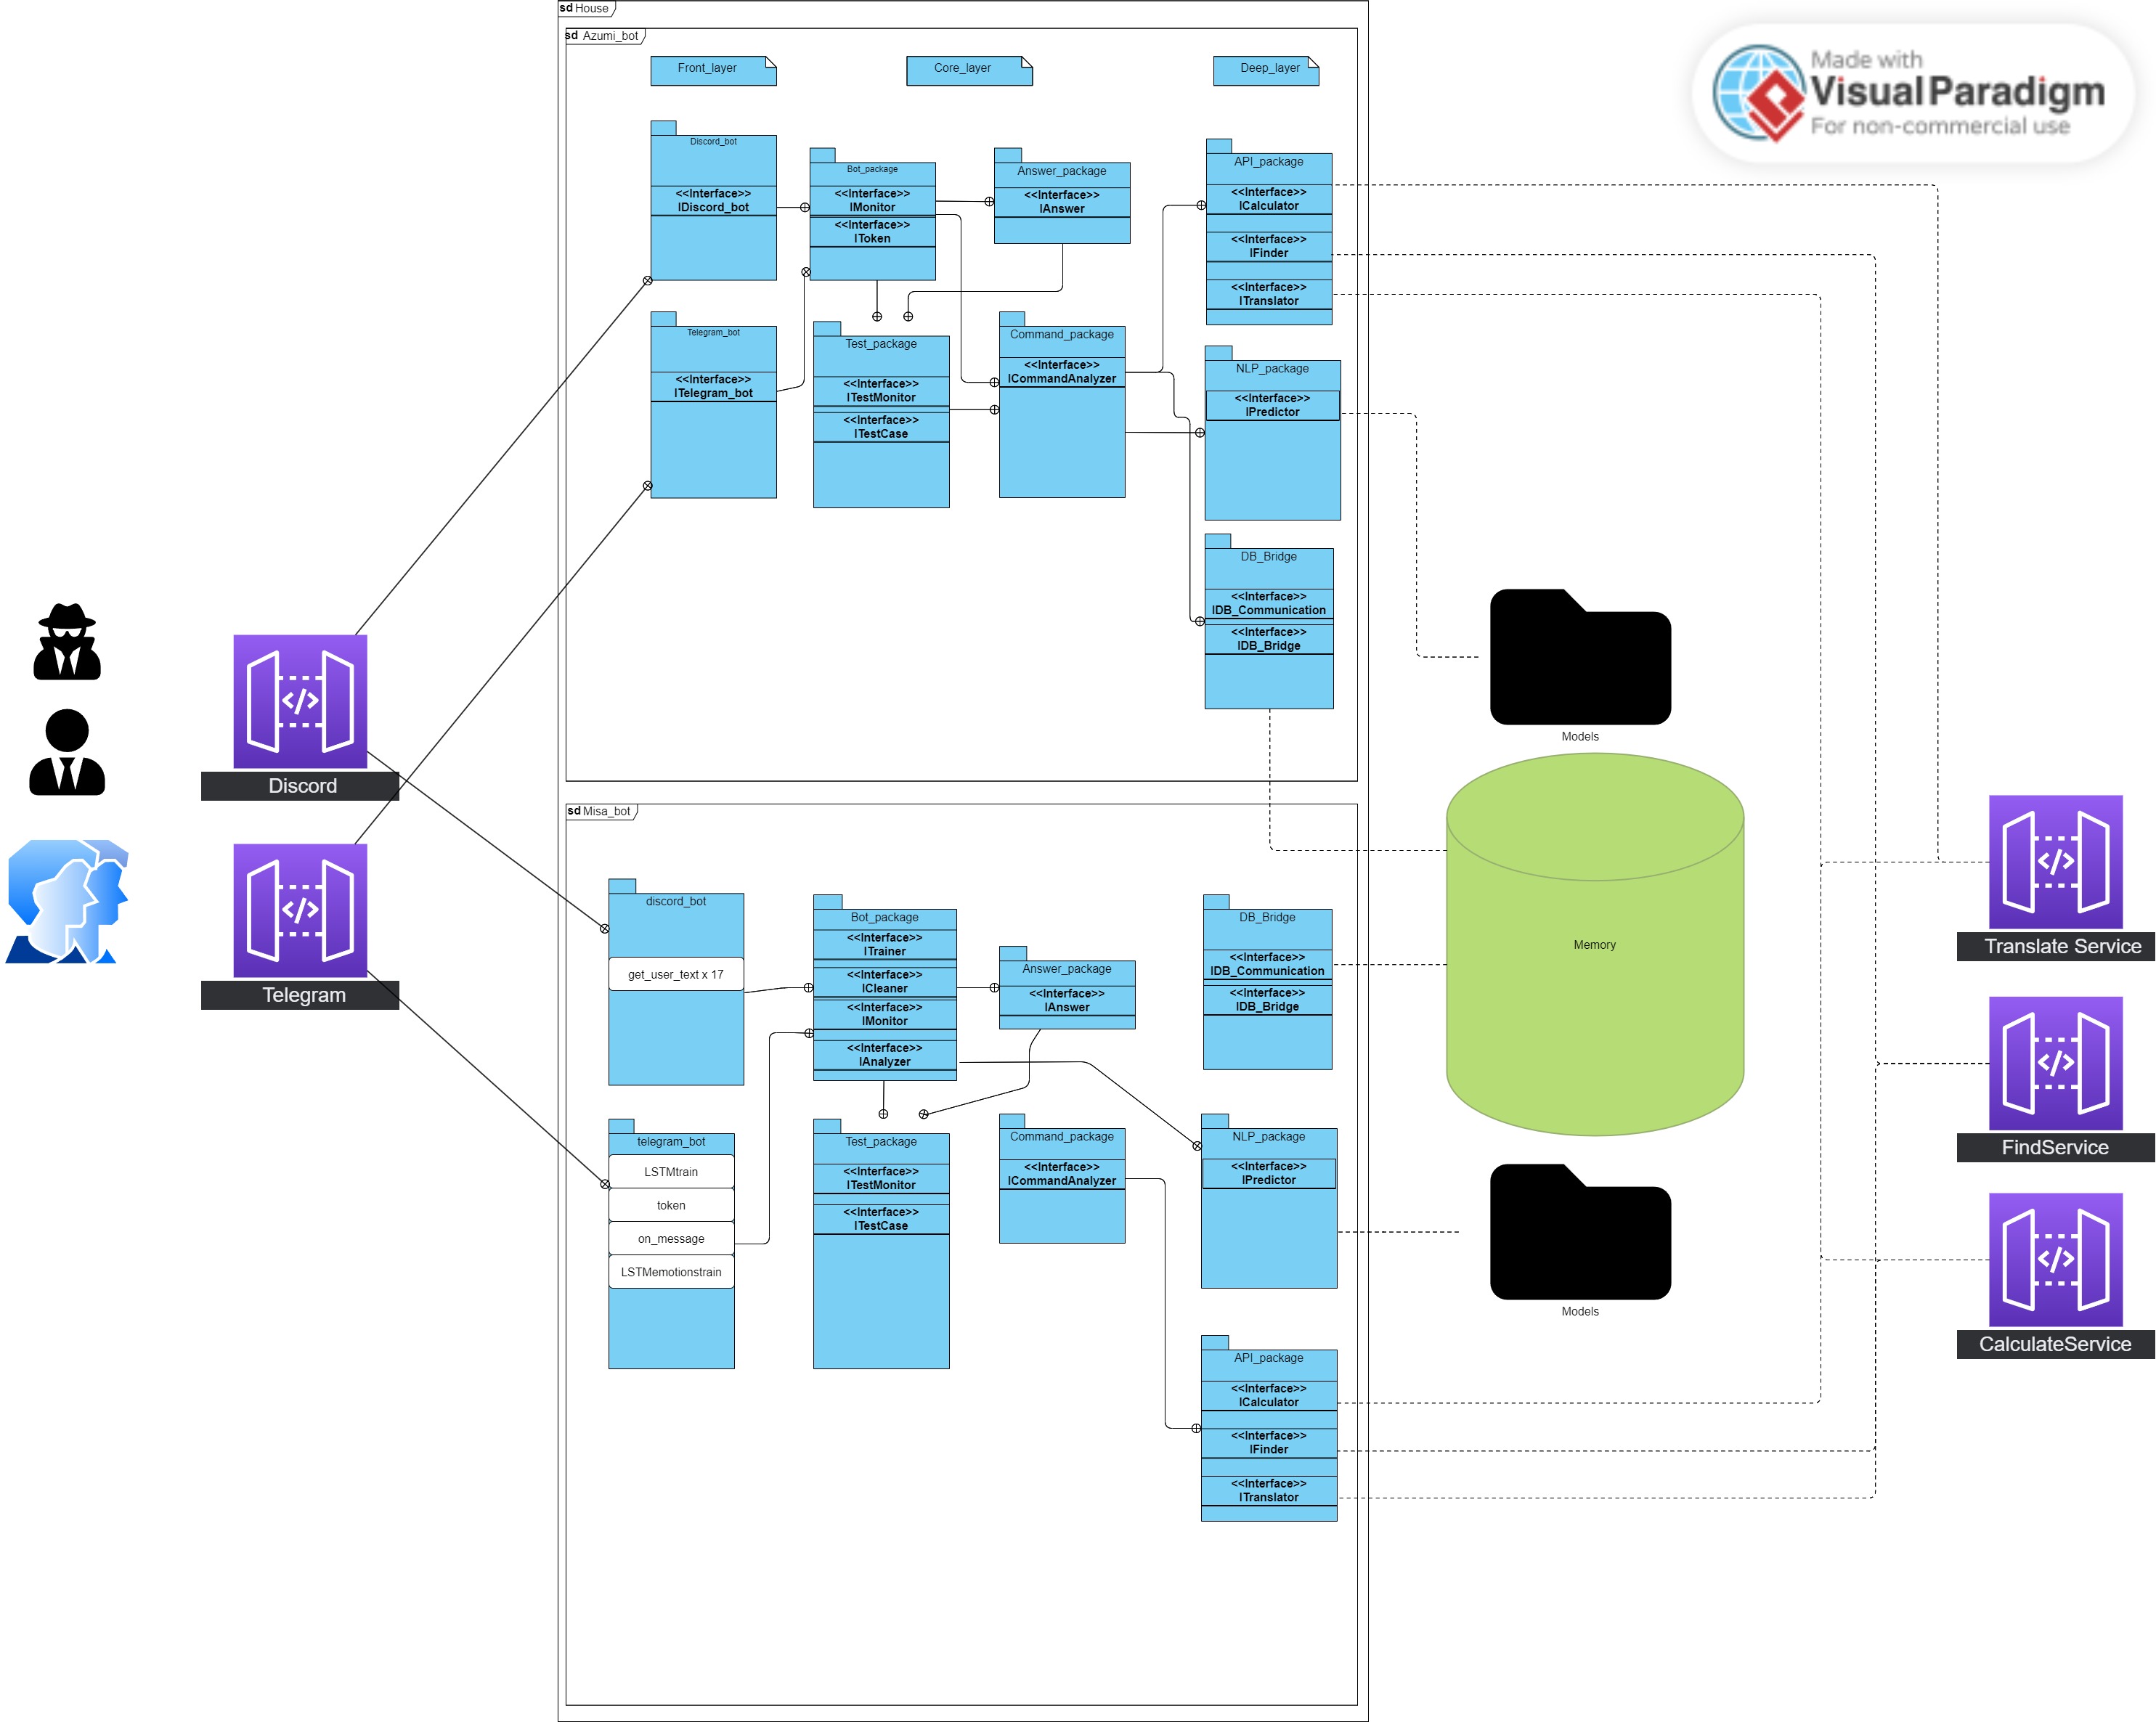 sd House
sd Azumi_bot
Front_layer
Core_layer
Deep_layer
Made with
Visual Paradigm
For non-commercial use
Discord_bot
<<Interface>>
IDiscord_bot
Bot_package
<<Interface>>
IMonitor
<<Interface>>
IToken
Answer_package
<<Interface>>
IAnswer
API_package
<<Interface>>
ICalculator
<<Interface>>
IFinder
<<Interface>>
ITranslator
Telegram_bot
<<Interface>>
ITelegram_bot
Test_package
<<Interface>>
ITestMonitor
<<Interface>>
ITestCase
Command_package
<<Interface>>
ICommandAnalyzer
NLP_package
<<Interface>>
IPredictor
DB_Bridge
<<Interface>>
IDB_Communication
<<Interface>>
IDB_Bridge
Models
Discord
Telegram
Memory
Translate Service
FindService
CalculateService
sd Misa_bot
discord_bot
get_user_text x 17
Bot_package
<<Interface>>
ITrainer
<<Interface>>
ICleaner
<<Interface>>
IMonitor
<<Interface>>
IAnalyzer
Answer_package
<<Interface>>
IAnswer
DB_Bridge
<<Interface>>
IDB_Communication
<<Interface>>
IDB_Bridge
telegram_bot
LSTMtrain
token
on_message
LSTMemotionstrain
Test_package
<<Interface>>
ITestMonitor
<<Interface>>
ITestCase
Command_package
<<Interface>>
ICommandAnalyzer
NLP_package
<<Interface>>
IPredictor
Models
API_package
<<Interface>>
ICalculator
<<Interface>>
IFinder
<<Interface>>
ITranslator